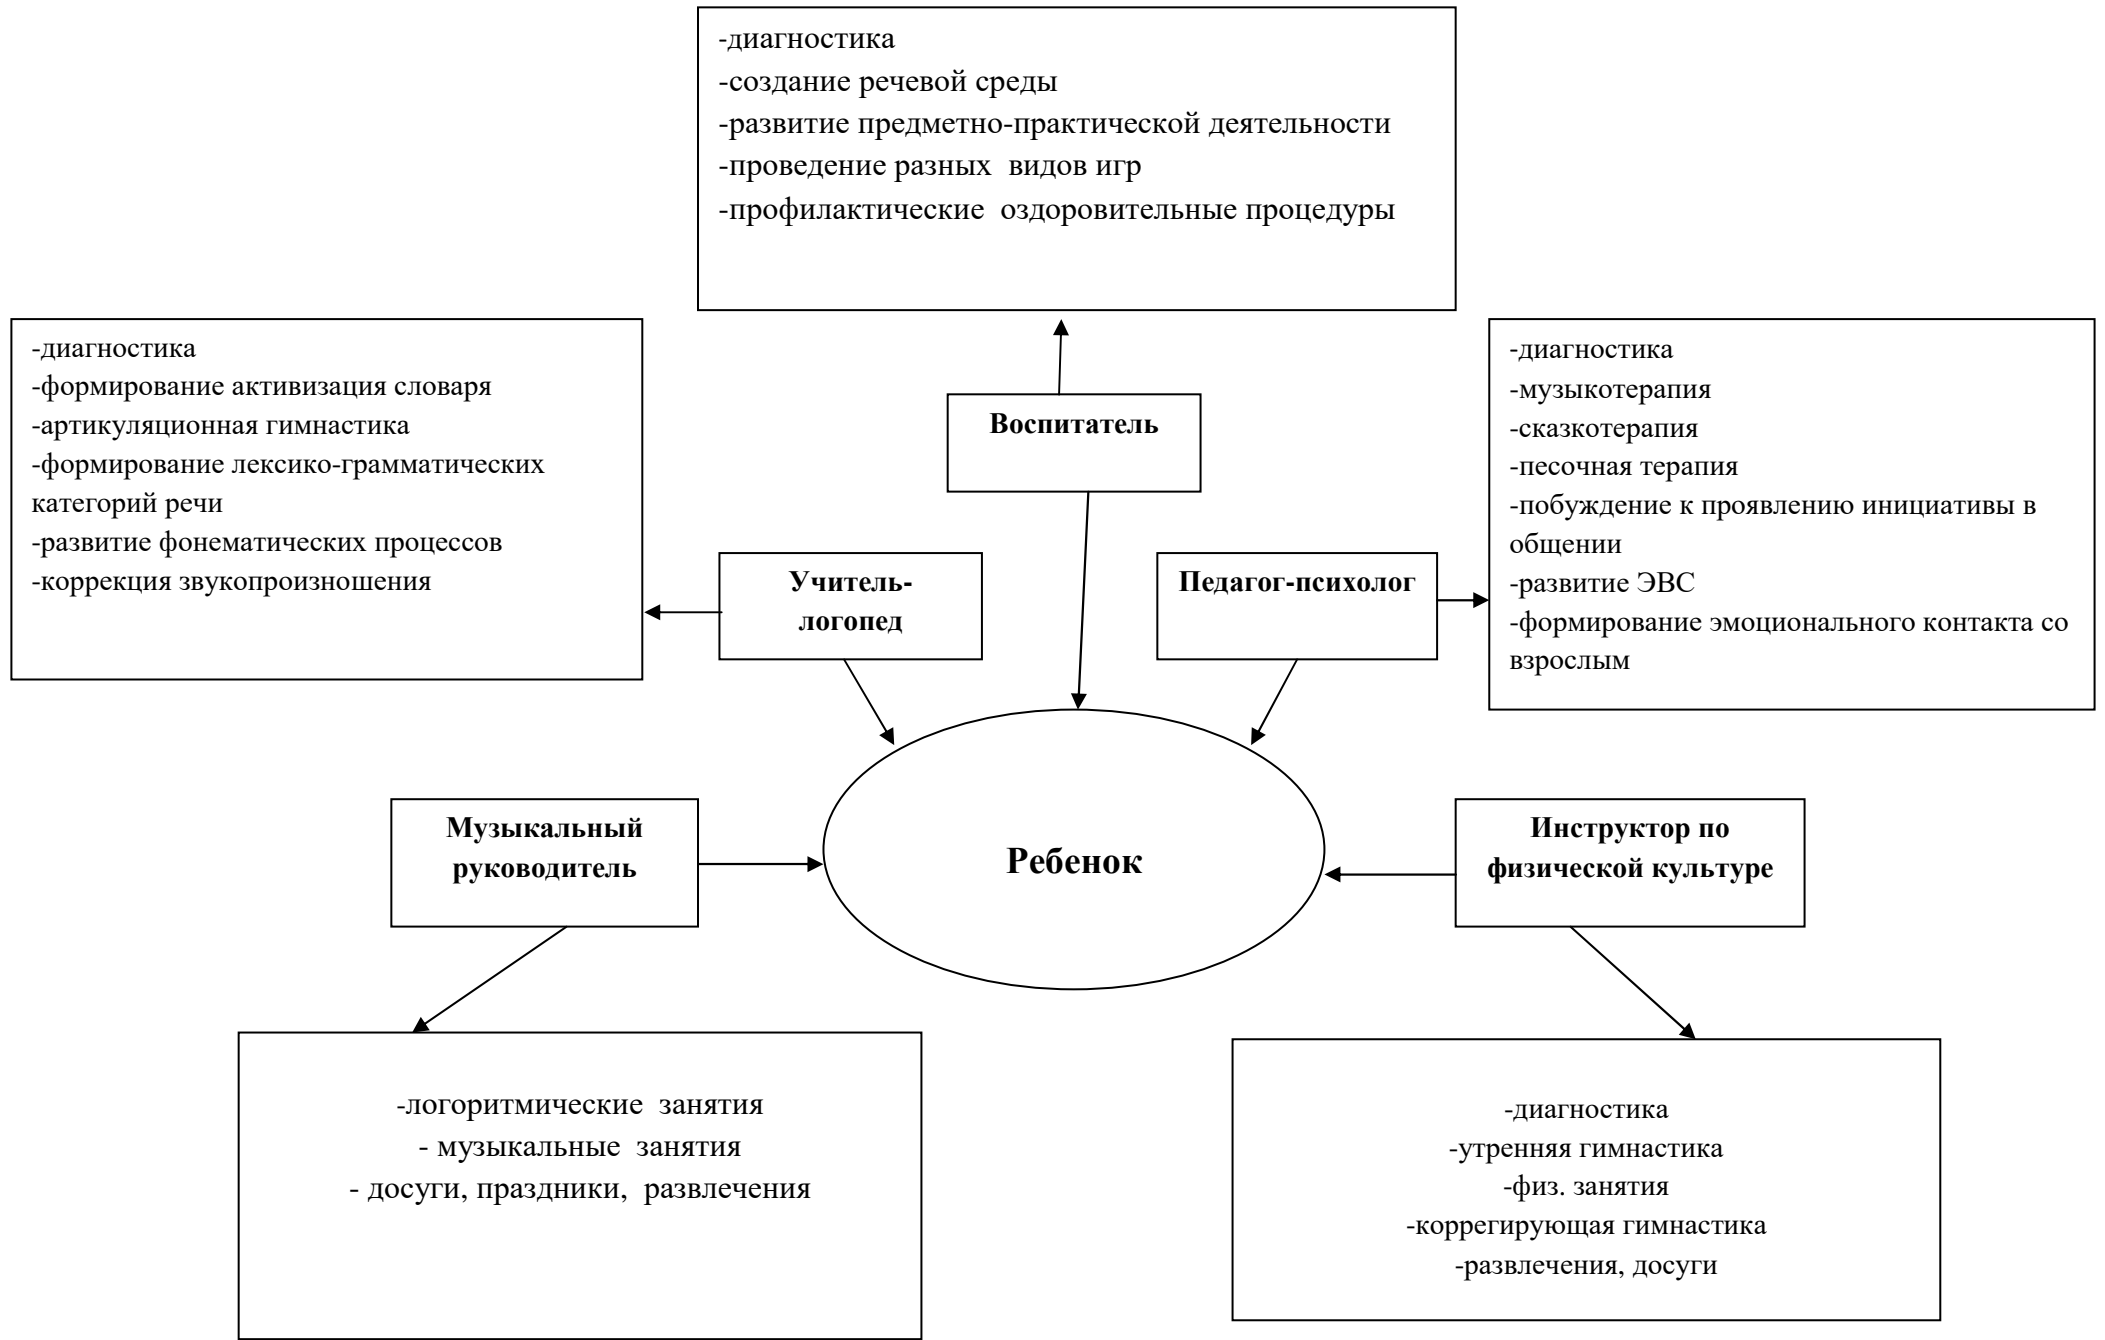 -диагностика
-создание речевой среды
-развитие предметно-практической деятельности
-проведение разных  видов игр
-профилактические  оздоровительные процедуры
-диагностика
-формирование активизация словаря
-артикуляционная гимнастика
-формирование лексико-грамматических
категорий речи
-развитие фонематических процессов
-коррекция звукопроизношения
Воспитатель
-диагностика
-музыкотерапия
-сказкотерапия
-песочная терапия
-побуждение к проявлению инициативы в
общении
-развитие ЭВС
-формирование эмоционального контакта со
взрослым
Учитель-
логопед
Педагог-психолог
Музыкальный
руководитель
Ребенок
Инструктор по
физической культуре
-логоритмические  занятия
- музыкальные  занятия
- досуги, праздники,  развлечения
-диагностика
-утренняя гимнастика
-физ. занятия
-коррегирующая гимнастика
-развлечения, досуги